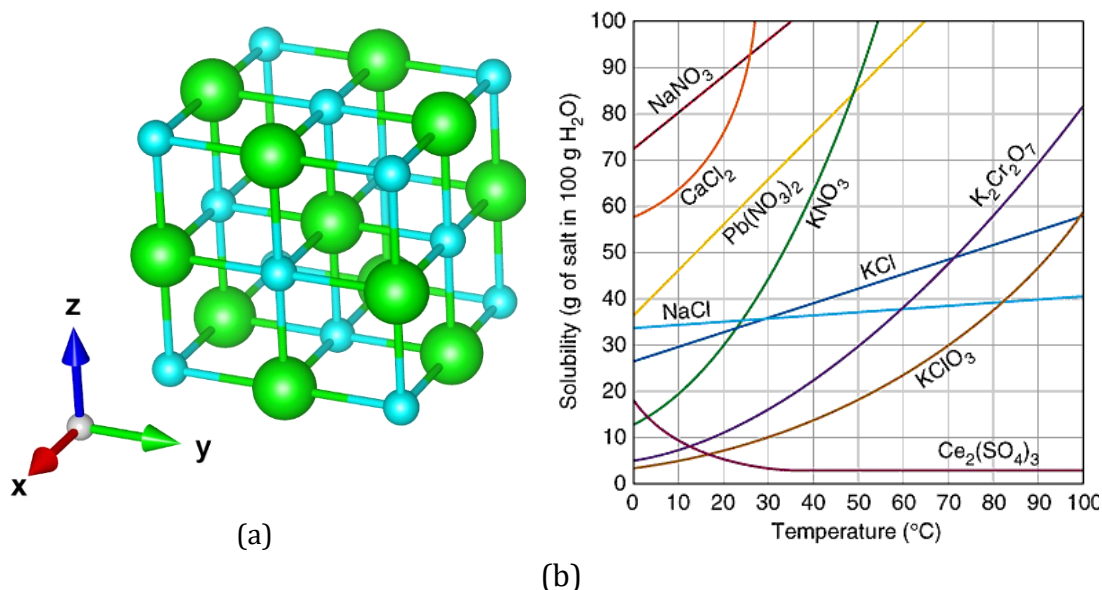 z
y
x
(a)
Solubility (g of salt in 100 g H₂O)
100
90
80
70
60
50
40
30
20
10
0
NaNO₃
CaCl₂
Pb(NO₃)₂
KNO₃
K₂Cr₂O₇
KCl
NaCl
KClO₃
Ce₂(SO₄)₃
0 10 20 30 40 50 60 70 80 90 100
Temperature (°C)
(b)